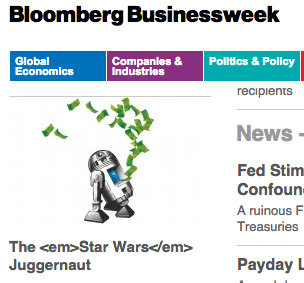 Bloomberg Businessweek
Global
Economics
Companies &
Industries
Politics & Policy
The <em>Star Wars</em>
Juggernaut
recipients
News -
Fed Stim
Confoun
A ruinous F
Treasuries
Payday L